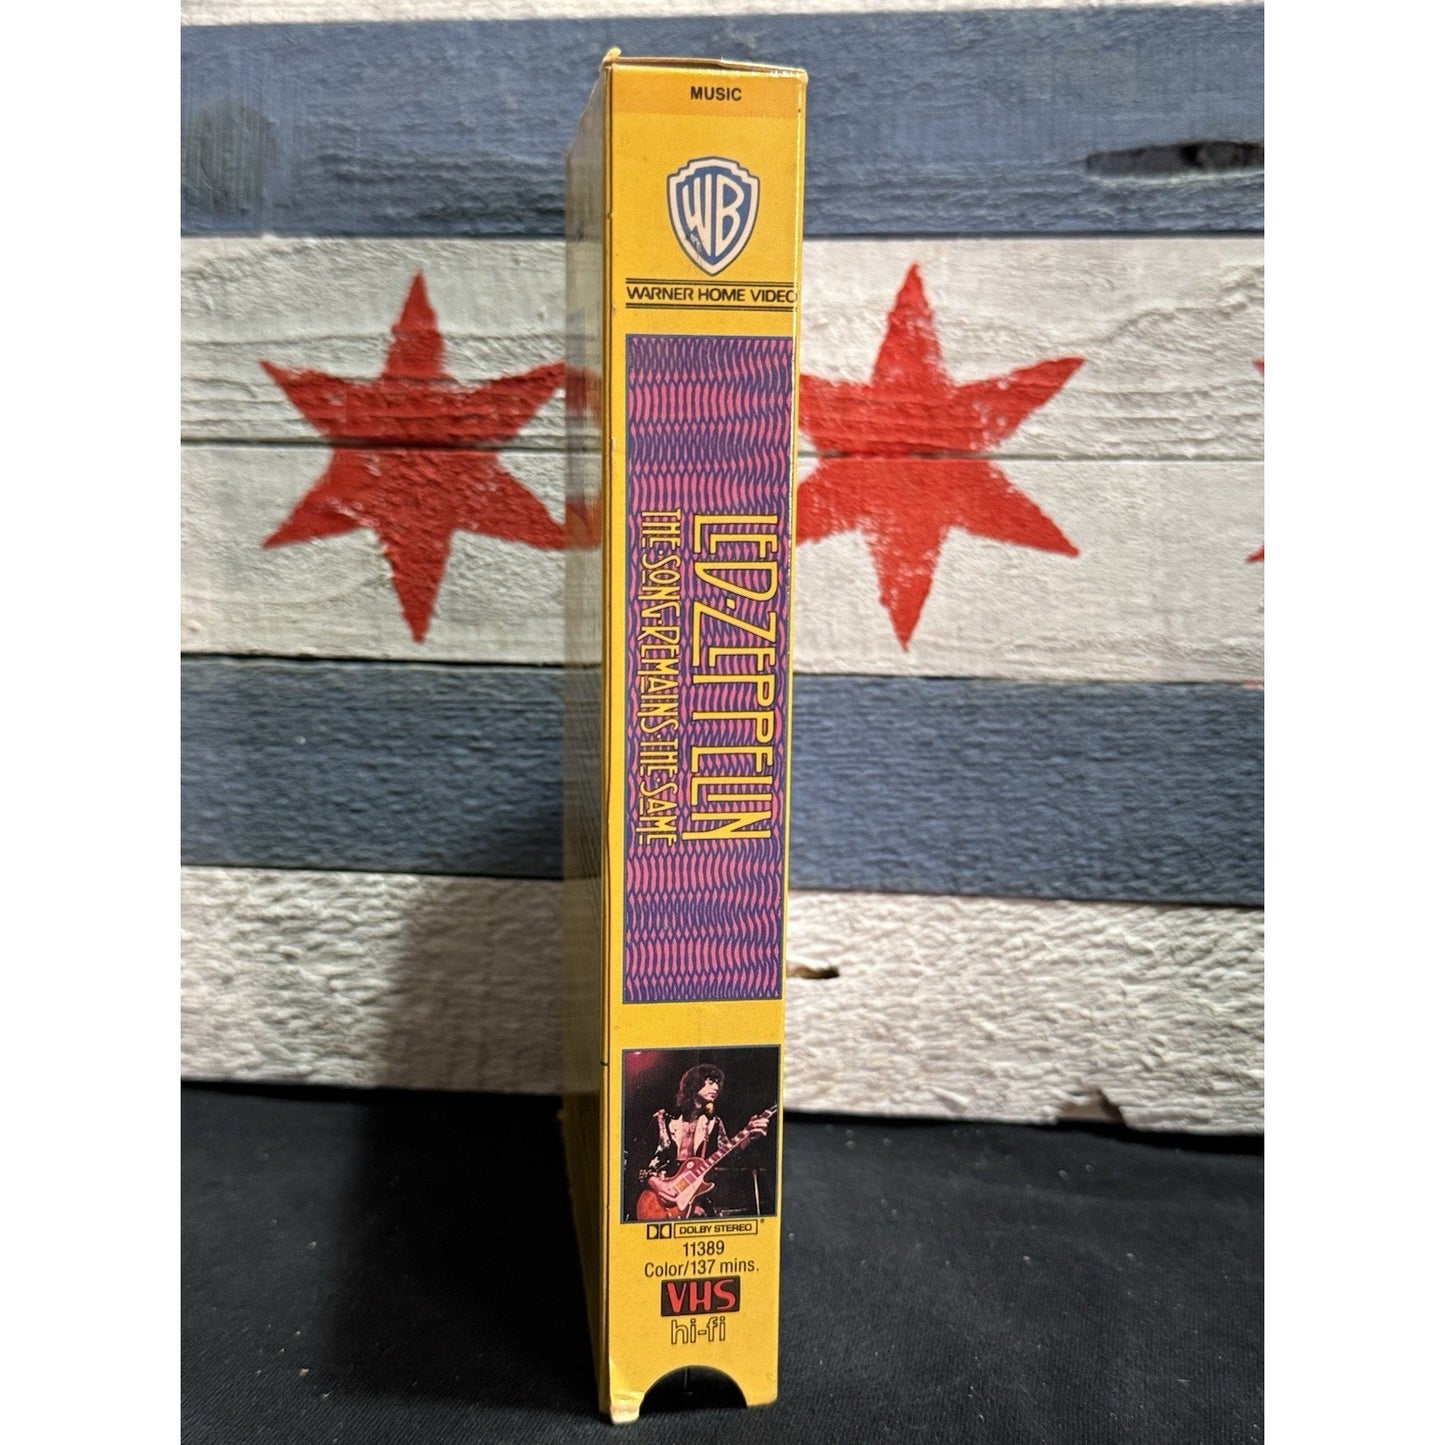 MUSIC
WB
WARNER HOME VIDEO
LED·ZEPPELIN
THE·SONG·REMAINS·THE·SAME
DOLBY STEREO®
11389
Color/137 mins.
VHS
hi-fi